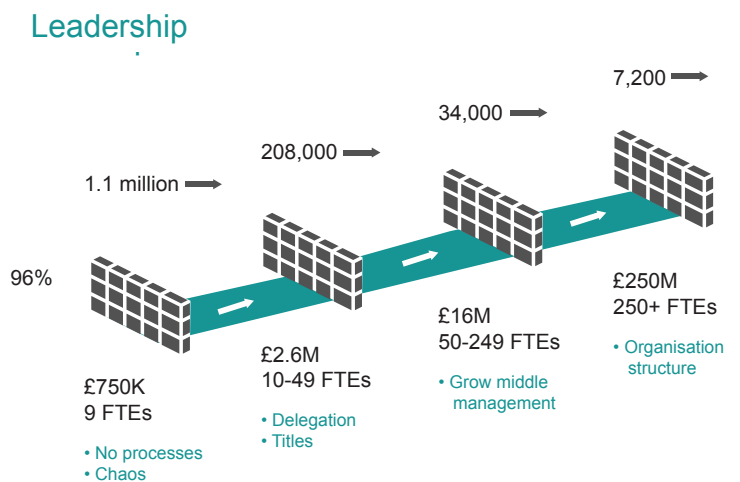 Leadership
7,200
34,000
208,000
1.1 million
96%
£250M
250+ FTEs
• Organisation
structure
£16M
50-249 FTEs
• Grow middle
management
£2.6M
10-49 FTEs
• Delegation
• Titles
£750K
9 FTEs
• No processes
• Chaos